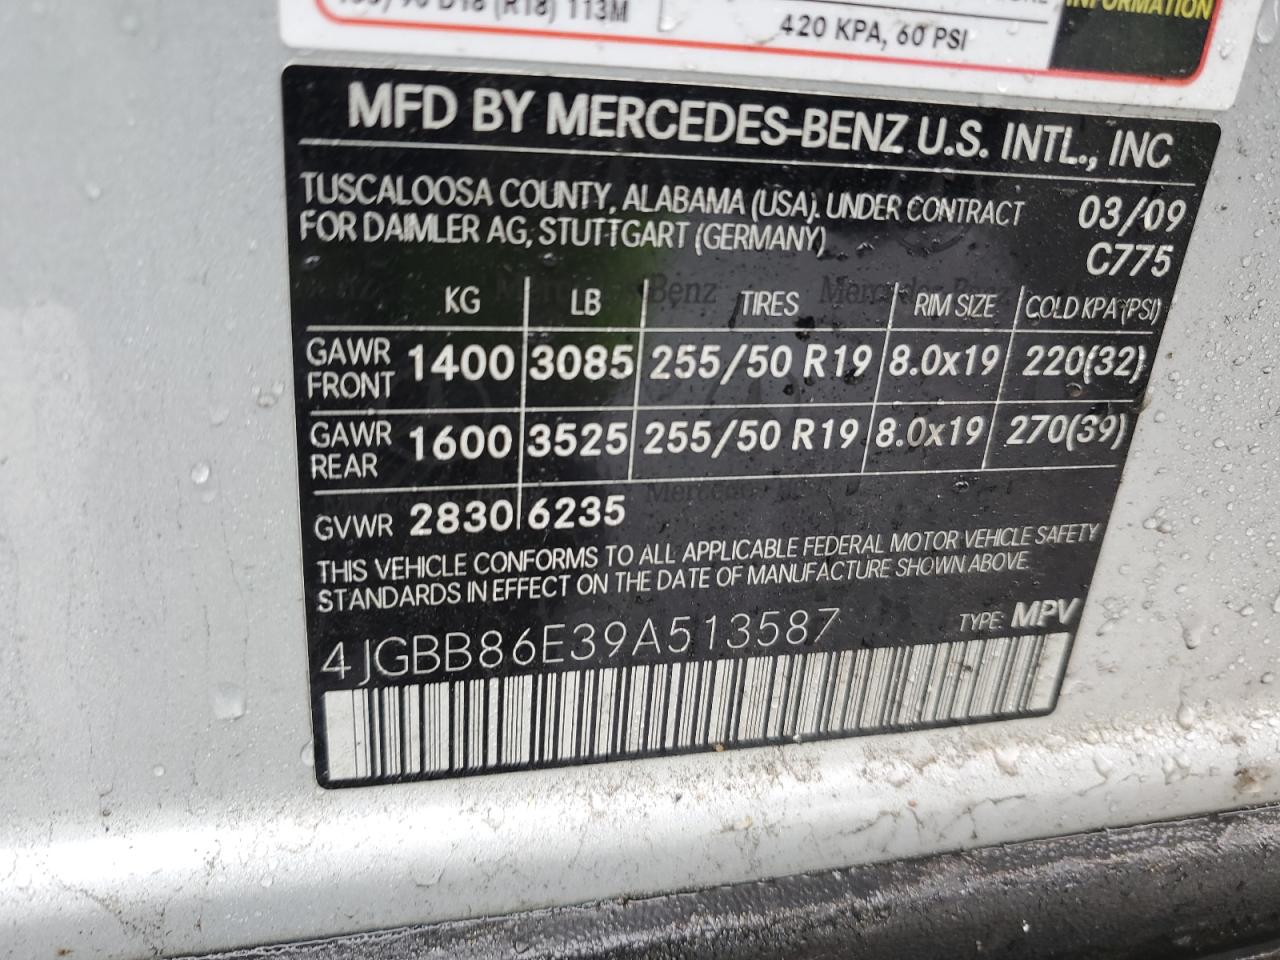 (R18) 113M
420 KPA, 60 PSI
INFORMATION
MFD BY MERCEDES-BENZ U.S. INTL., INC
TUSCALOOSA COUNTY, ALABAMA (USA), UNDER CONTRACT 03/09
FOR DAIMLER AG, STUTTGART (GERMANY) C775
KG LB TIRES RIM SIZE COLD KPA (PSI)
GAWR FRONT 1400 3085 255/50 R19 8.0x19 220(32)
GAWR REAR 1600 3525 255/50 R19 8.0x19 270(39)
GVWR 2830 6235
THIS VEHICLE CONFORMS TO ALL APPLICABLE FEDERAL MOTOR VEHICLE SAFETY
STANDARDS IN EFFECT ON THE DATE OF MANUFACTURE SHOWN ABOVE.
4JGBB86E39A513587 TYPE: MPV